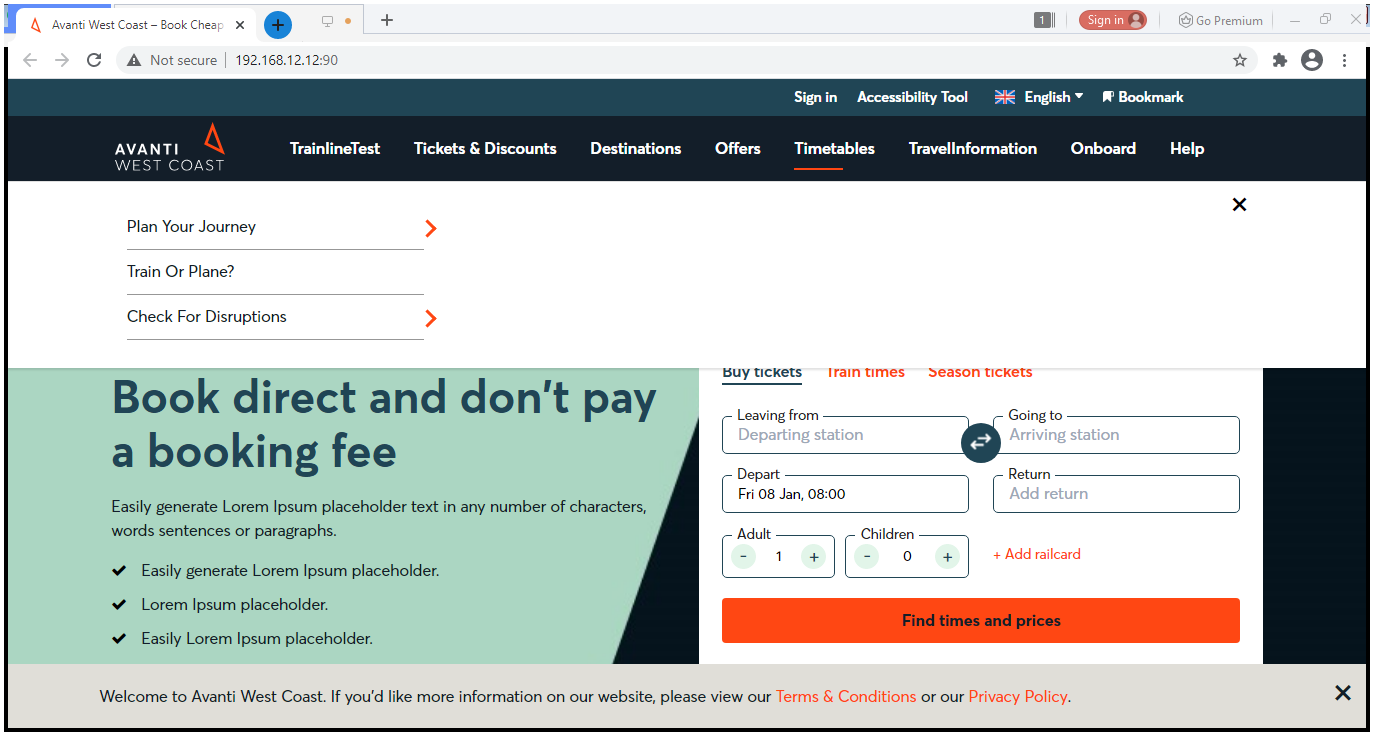 Avanti West Coast – Book Cheap
1
Sign in
Go Premium
Not secure
192.168.12.12:90
Sign in
Accessibility Tool
English
Bookmark
AVANTI
WEST COAST
TrainlineTest
Tickets & Discounts
Destinations
Offers
Timetables
TravelInformation
Onboard
Help
Plan Your Journey
Train Or Plane?
Check For Disruptions
Book direct and don't pay
a booking fee
Easily generate Lorem Ipsum placeholder text in any number of characters,
words sentences or paragraphs.
Easily generate Lorem Ipsum placeholder.
Lorem Ipsum placeholder.
Easily Lorem Ipsum placeholder.
Buy tickets
Train times
Season tickets
Leaving from
Departing station
Going to
Arriving station
Depart
Fri 08 Jan, 08:00
Return
Add return
Adult
- 1 +
Children
- 0 +
+ Add railcard
Find times and prices
Welcome to Avanti West Coast. If you'd like more information on our website, please view our Terms & Conditions or our Privacy Policy.